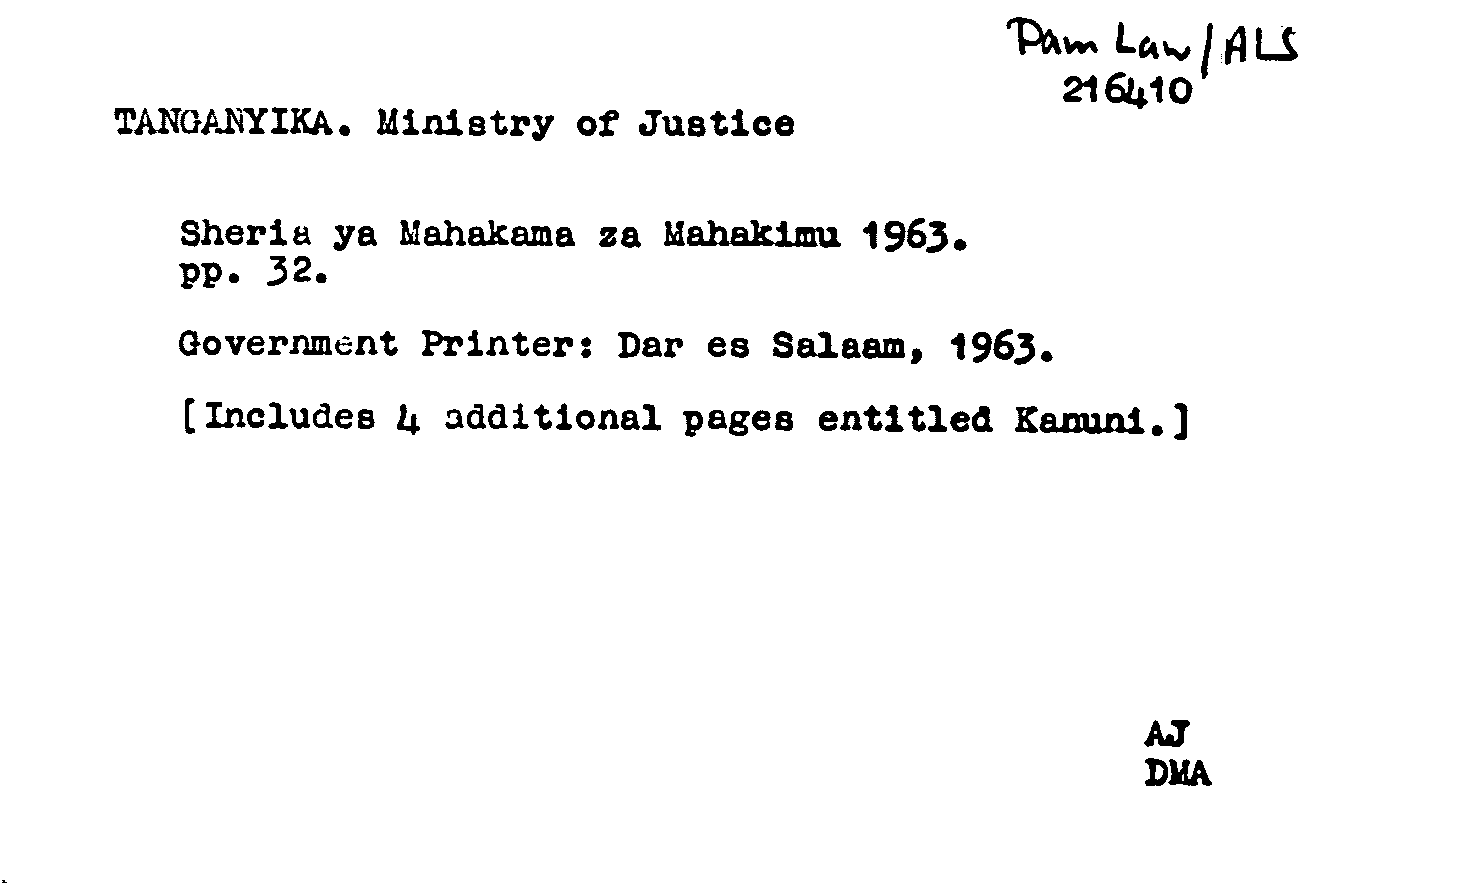 Pam Law/ALS
216410
TANGANYIKA. Ministry of Justice
Sheria ya Mahakama za Mahakimu 1963.
pp. 32.
Government Printer: Dar es Salaam, 1963.
[Includes 4 additional pages entitled Kanuni.]
AJ
DMA